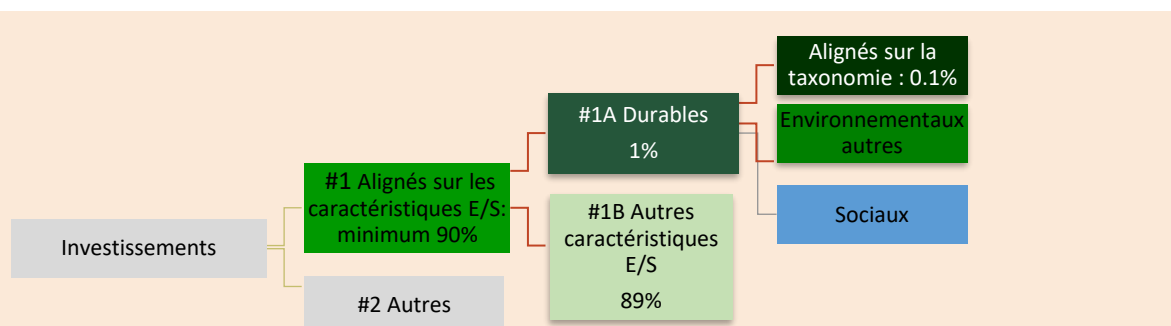 Investissements
#1 Alignés sur les
caractéristiques E/S:
minimum 90%
#2 Autres
#1A Durables
1%
#1B Autres
caractéristiques
E/S
89%
Alignés sur la
taxonomie : 0.1%
Environnementaux
autres
Sociaux